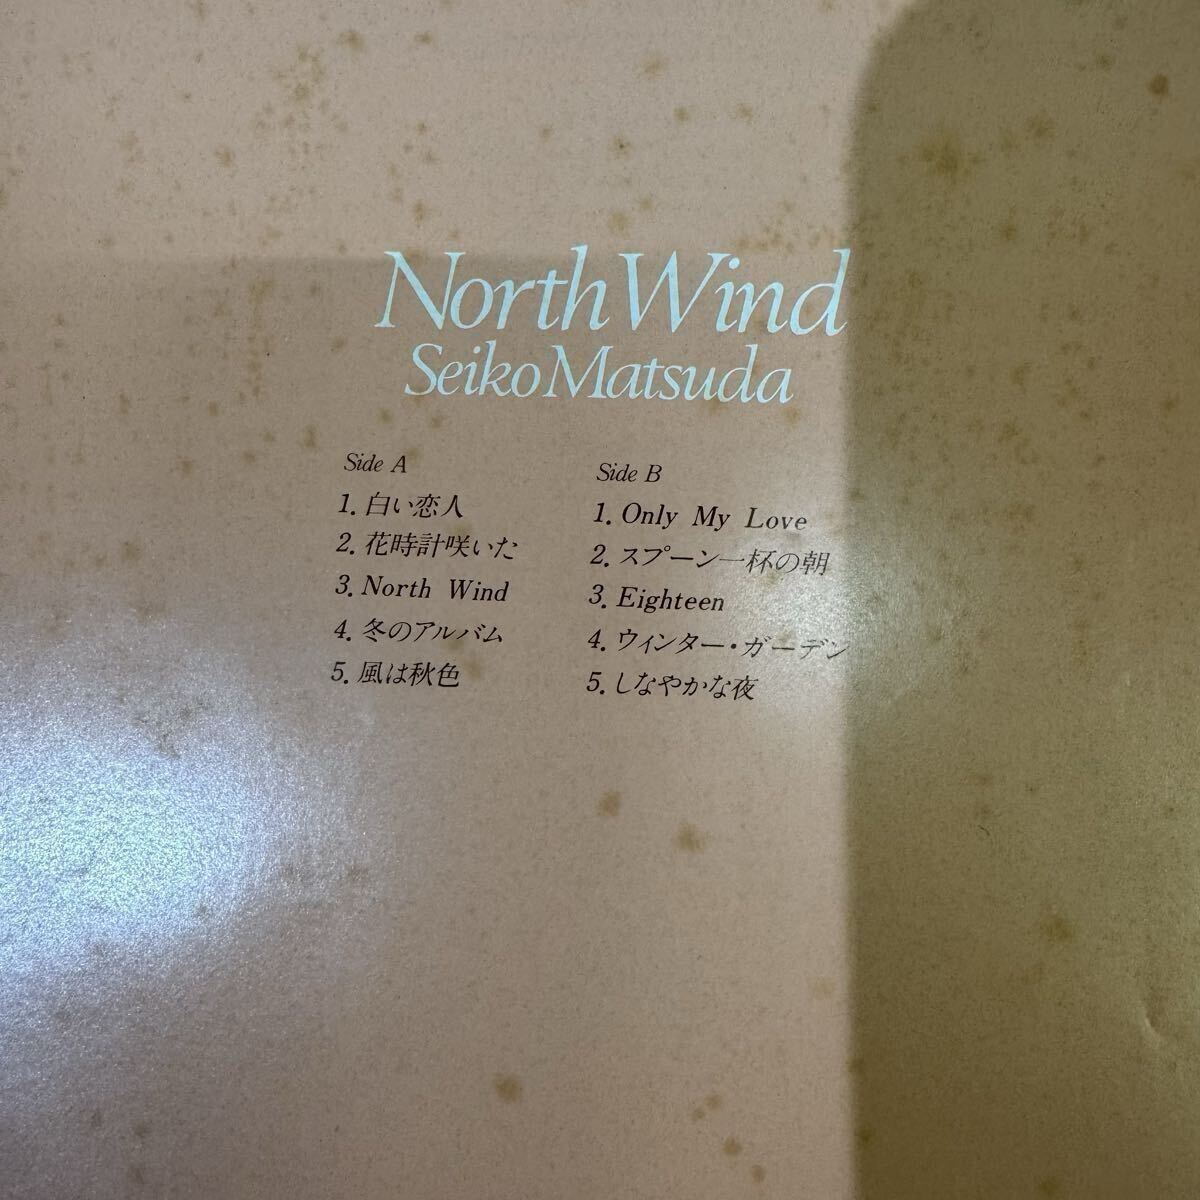 North Wind
Seiko Matsuda
Side A
1. 白い恋人
2. 花時計咲いた
3. North Wind
4. 冬のアルバム
5. 風は秋色
Side B
1. Only My Love
2. スプーン一杯の朝
3. Eighteen
4. ウィンター・ガーデン
5. しなやかな夜